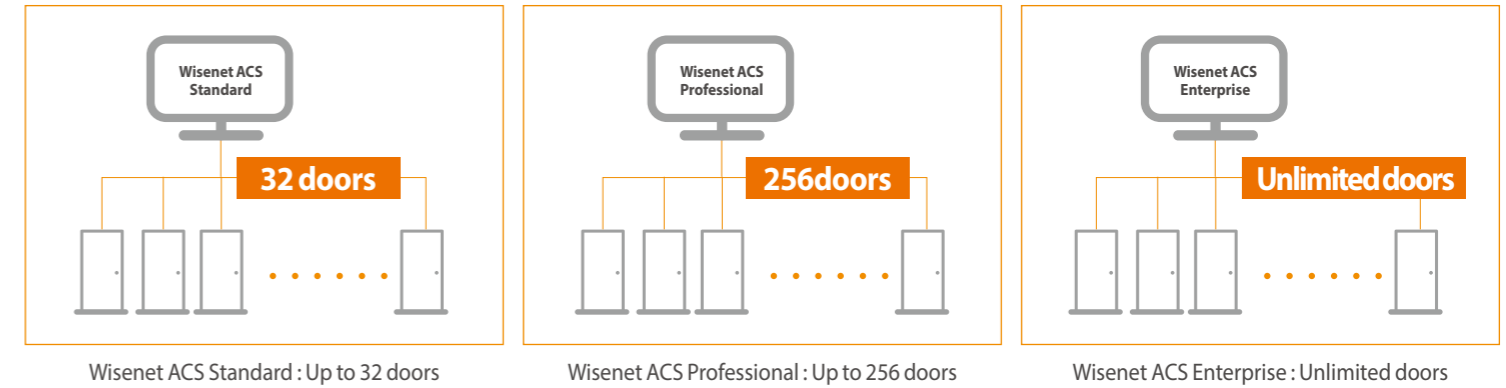 Wisenet ACS
Standard
32 doors
Wisenet ACS Standard : Up to 32 doors
Wisenet ACS
Professional
256doors
Wisenet ACS Professional : Up to 256 doors
Wisenet ACS
Enterprise
Unlimited doors
Wisenet ACS Enterprise : Unlimited doors